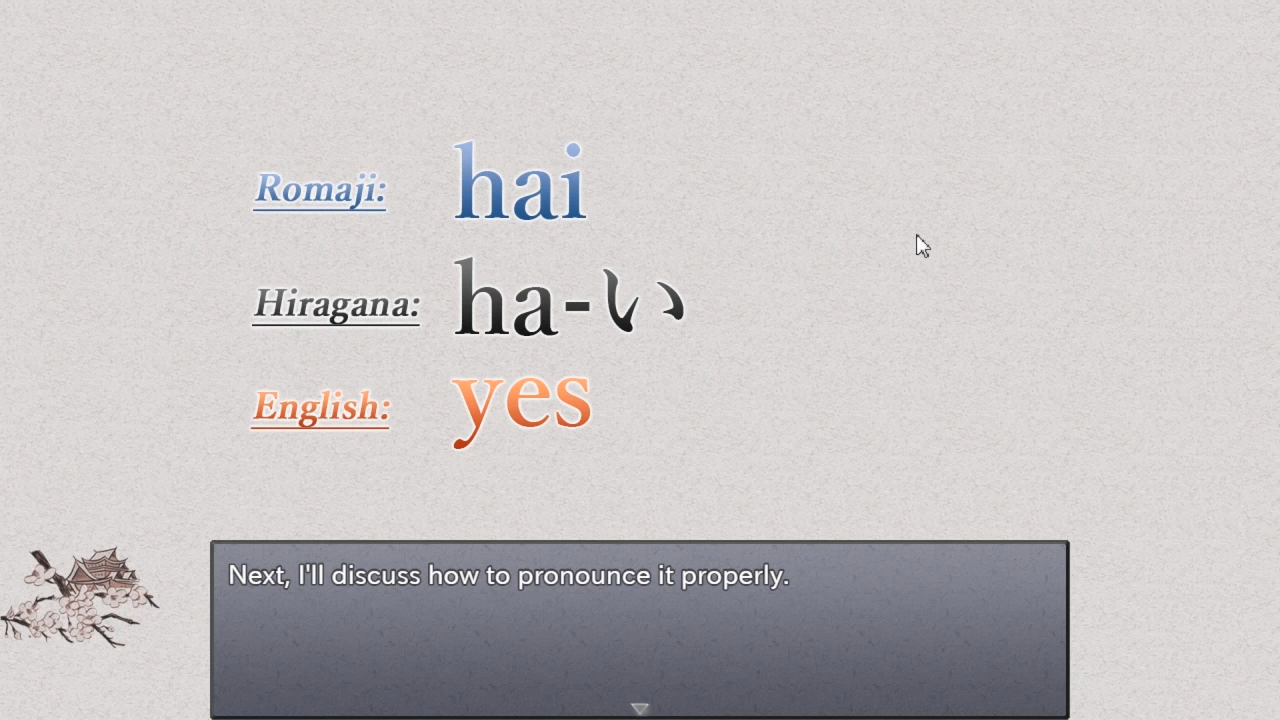 Romaji: hai
Hiragana: ha-い
English: yes
Next, I'll discuss how to pronounce it properly.